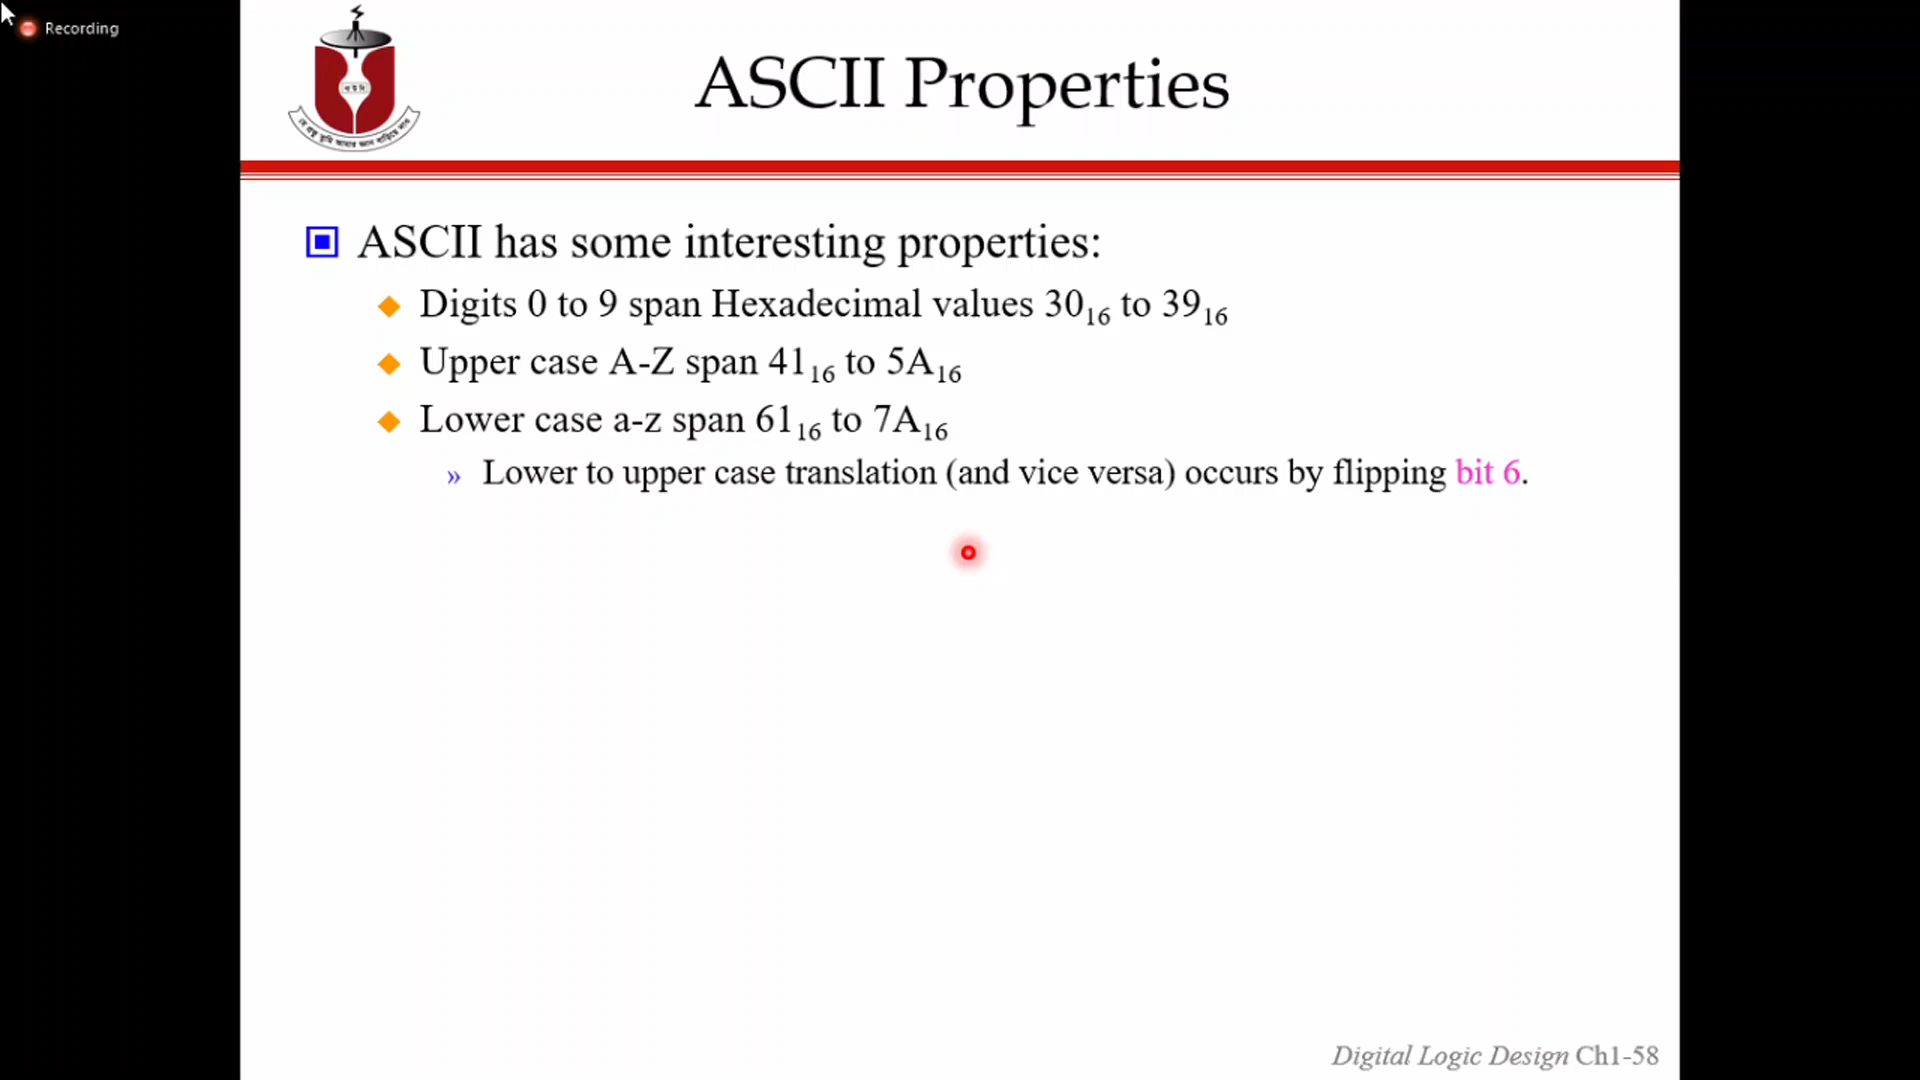 Recording
ASCII Properties
ASCII has some interesting properties:
Digits 0 to 9 span Hexadecimal values 30₁₆ to 39₁₆
Upper case A-Z span 41₁₆ to 5A₁₆
Lower case a-z span 61₁₆ to 7A₁₆
» Lower to upper case translation (and vice versa) occurs by flipping bit 6.
Digital Logic Design Ch1-58